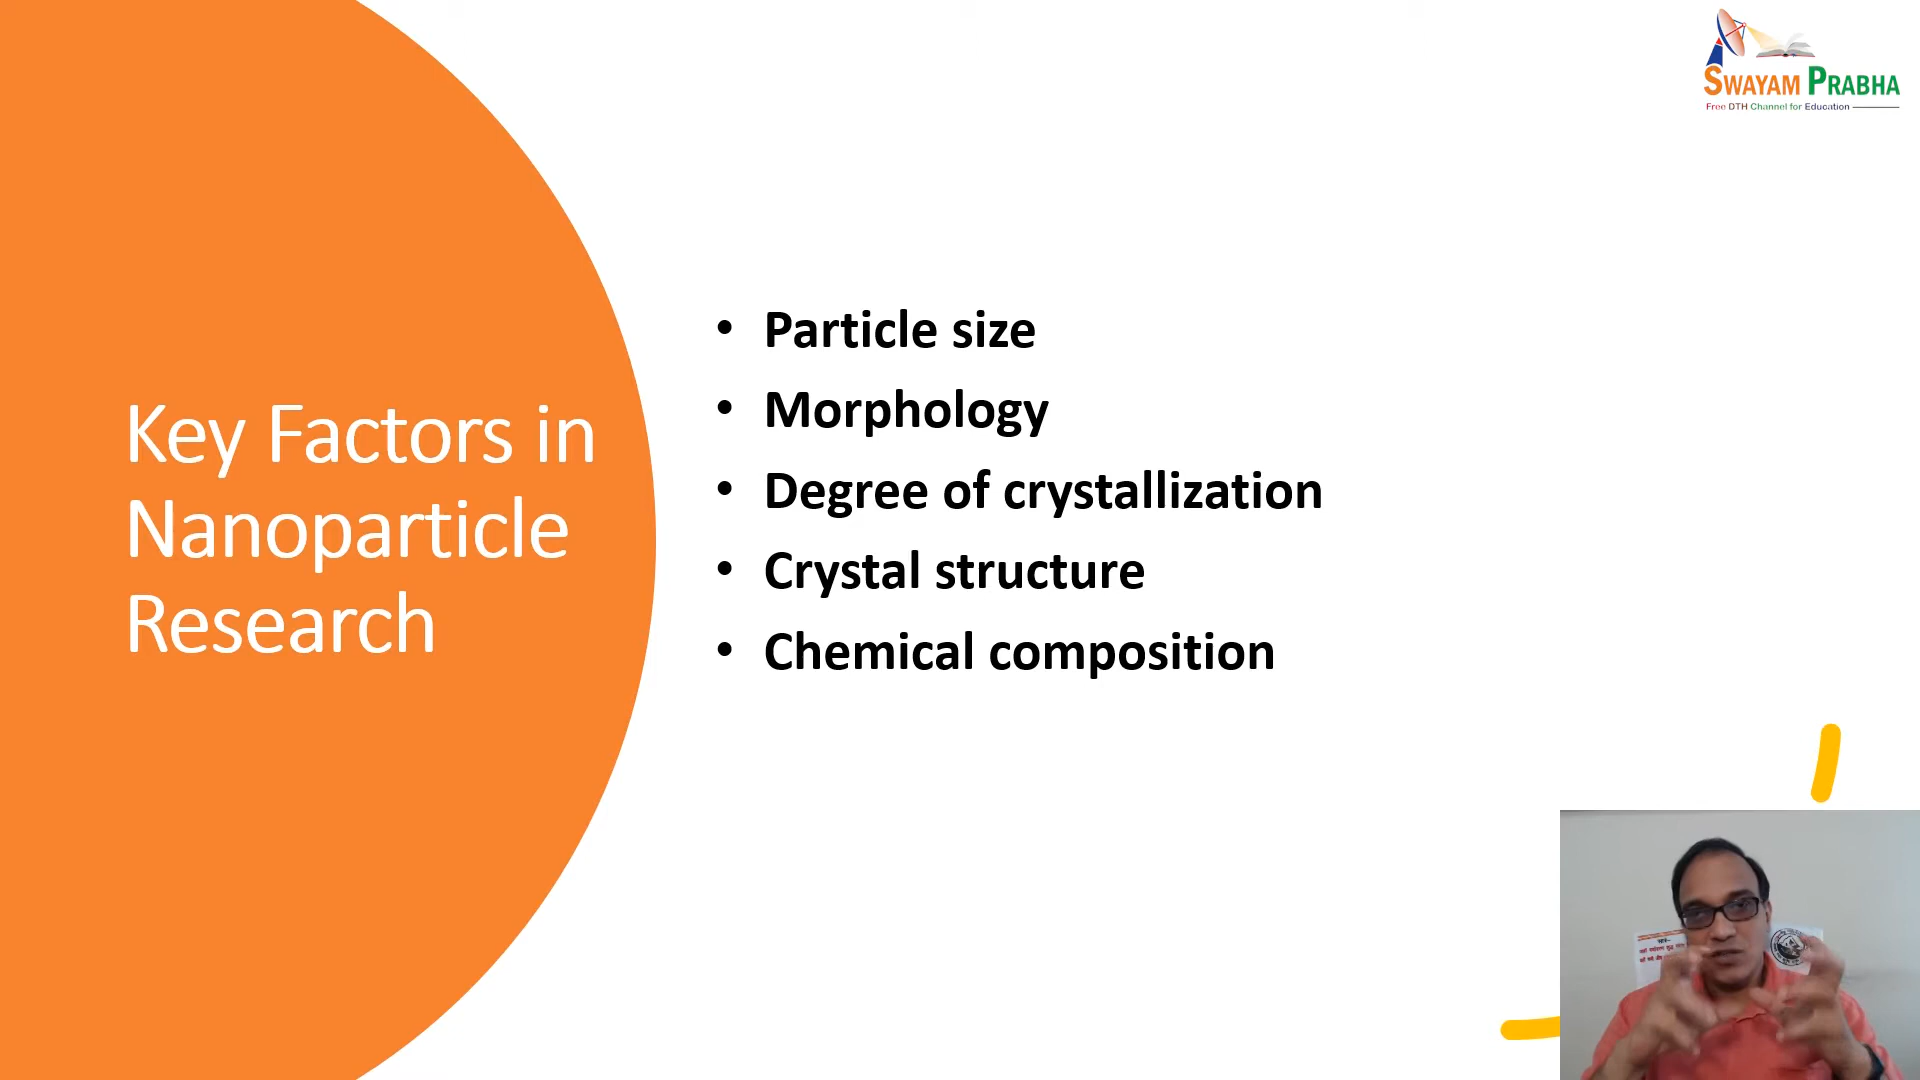 SWAYAM PRABHA
Free DTH Channel for Education
Key Factors in
Nanoparticle
Research
• Particle size
• Morphology
• Degree of crystallization
• Crystal structure
• Chemical composition